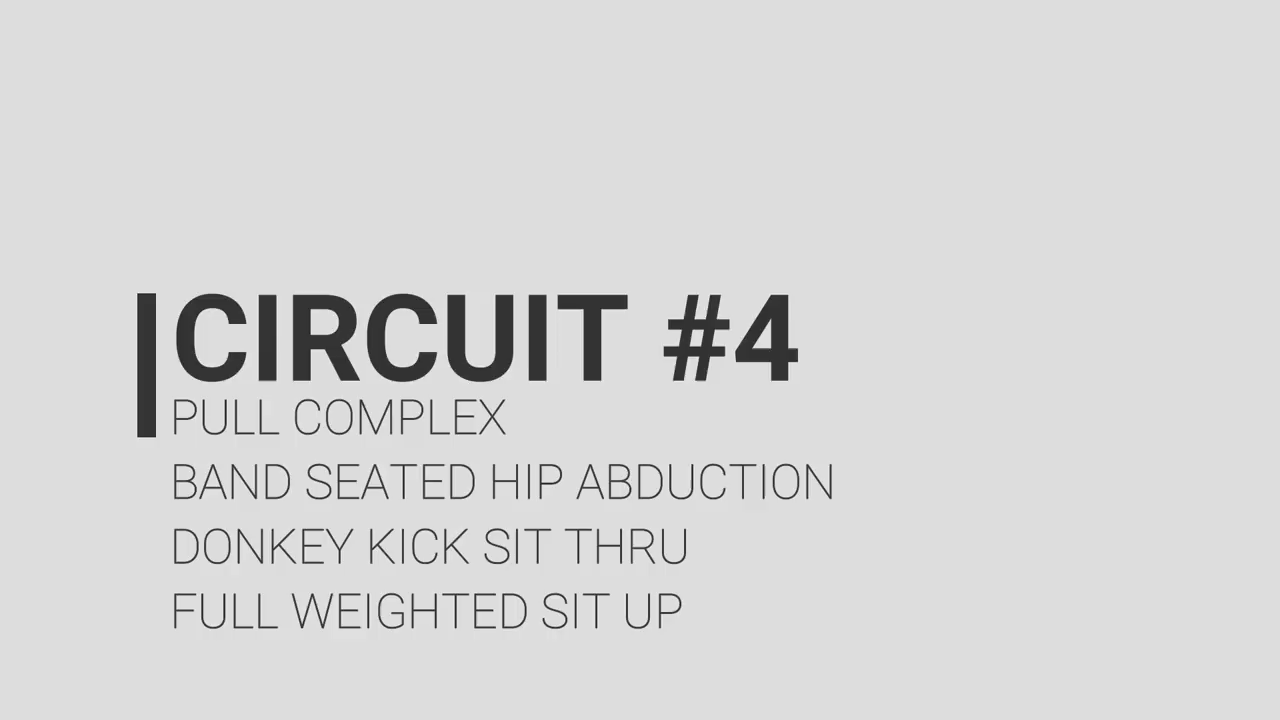 CIRCUIT #4
PULL COMPLEX
BAND SEATED HIP ABDUCTION
DONKEY KICK SIT THRU
FULL WEIGHTED SIT UP